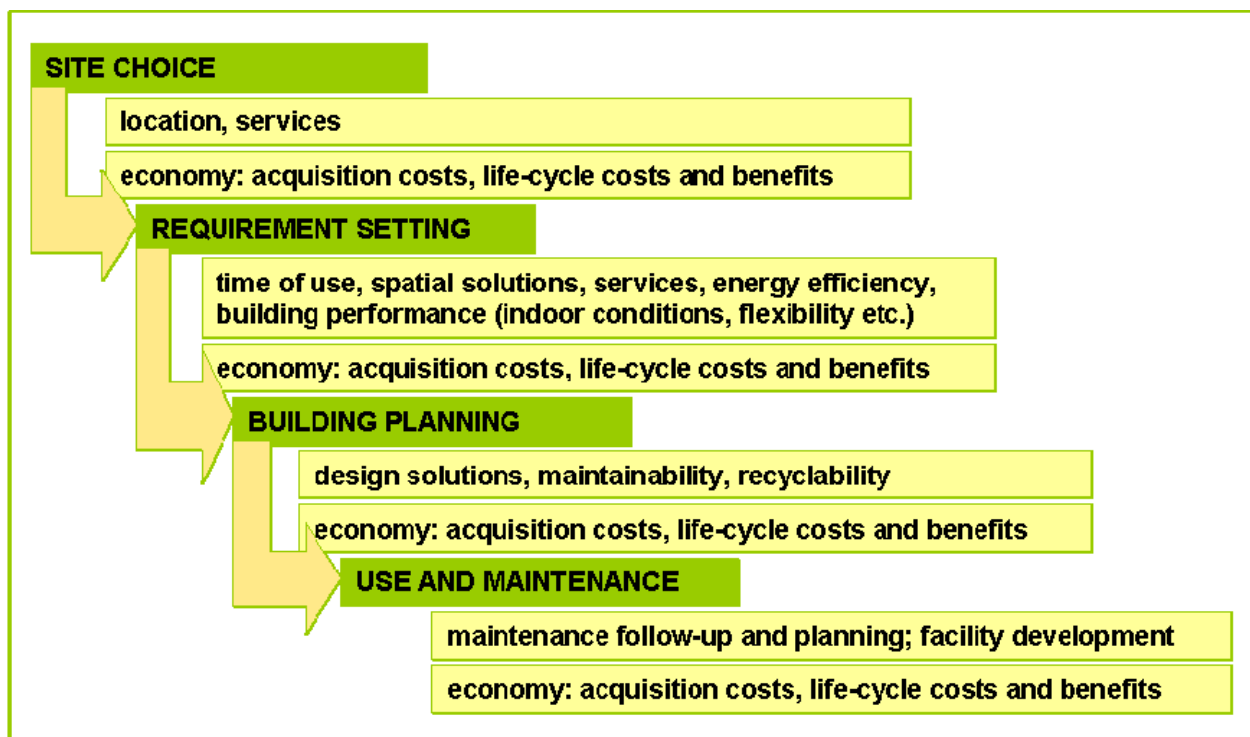 SITE CHOICE
location, services
economy: acquisition costs, life-cycle costs and benefits
REQUIREMENT SETTING
time of use, spatial solutions, services, energy efficiency,
building performance (indoor conditions, flexibility etc.)
economy: acquisition costs, life-cycle costs and benefits
BUILDING PLANNING
design solutions, maintainability, recyclability
economy: acquisition costs, life-cycle costs and benefits
USE AND MAINTENANCE
maintenance follow-up and planning; facility development
economy: acquisition costs, life-cycle costs and benefits